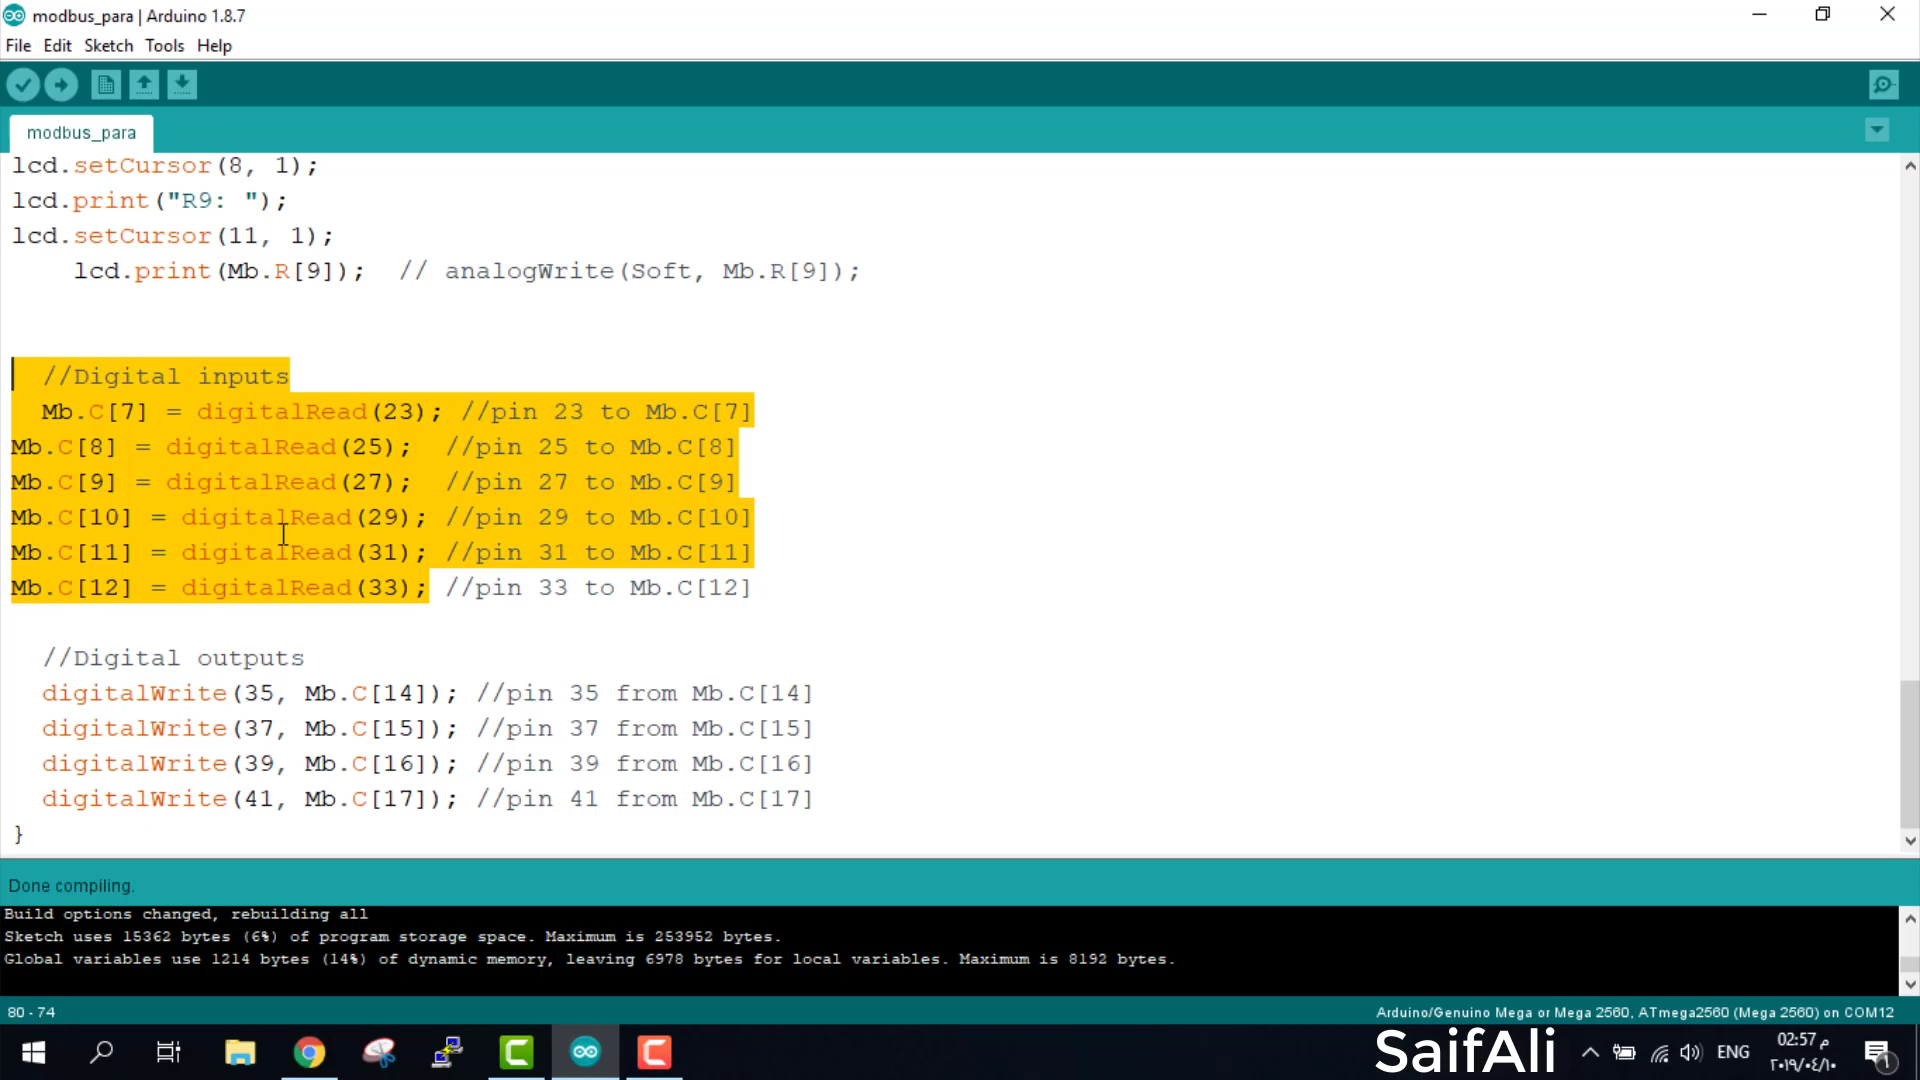 modbus_para | Arduino 1.8.7
File Edit Sketch Tools Help
modbus_para
lcd.setCursor(8, 1);
lcd.print("R9: ");
lcd.setCursor(11, 1);
lcd.print(Mb.R[9]); // analogWrite(Soft, Mb.R[9]);
//Digital inputs
Mb.C[7] = digitalRead(23); //pin 23 to Mb.C[7]
Mb.C[8] = digitalRead(25); //pin 25 to Mb.C[8]
Mb.C[9] = digitalRead(27); //pin 27 to Mb.C[9]
Mb.C[10] = digitalRead(29); //pin 29 to Mb.C[10]
Mb.C[11] = digitalRead(31); //pin 31 to Mb.C[11]
Mb.C[12] = digitalRead(33); //pin 33 to Mb.C[12]
//Digital outputs
digitalWrite(35, Mb.C[14]); //pin 35 from Mb.C[14]
digitalWrite(37, Mb.C[15]); //pin 37 from Mb.C[15]
digitalWrite(39, Mb.C[16]); //pin 39 from Mb.C[16]
digitalWrite(41, Mb.C[17]); //pin 41 from Mb.C[17]
}
Done compiling.
Build options changed, rebuilding all
Sketch uses 15362 bytes (6%) of program storage space. Maximum is 253952 bytes.
Global variables use 1214 bytes (14%) of dynamic memory, leaving 6978 bytes for local variables. Maximum is 8192 bytes.
80 - 74
Arduino/Genuino Mega or Mega 2560, ATmega2560 (Mega 2560) on COM12
SaifAli
ENG
02:57 م
٢٠١٩/٠٤/١٠
١